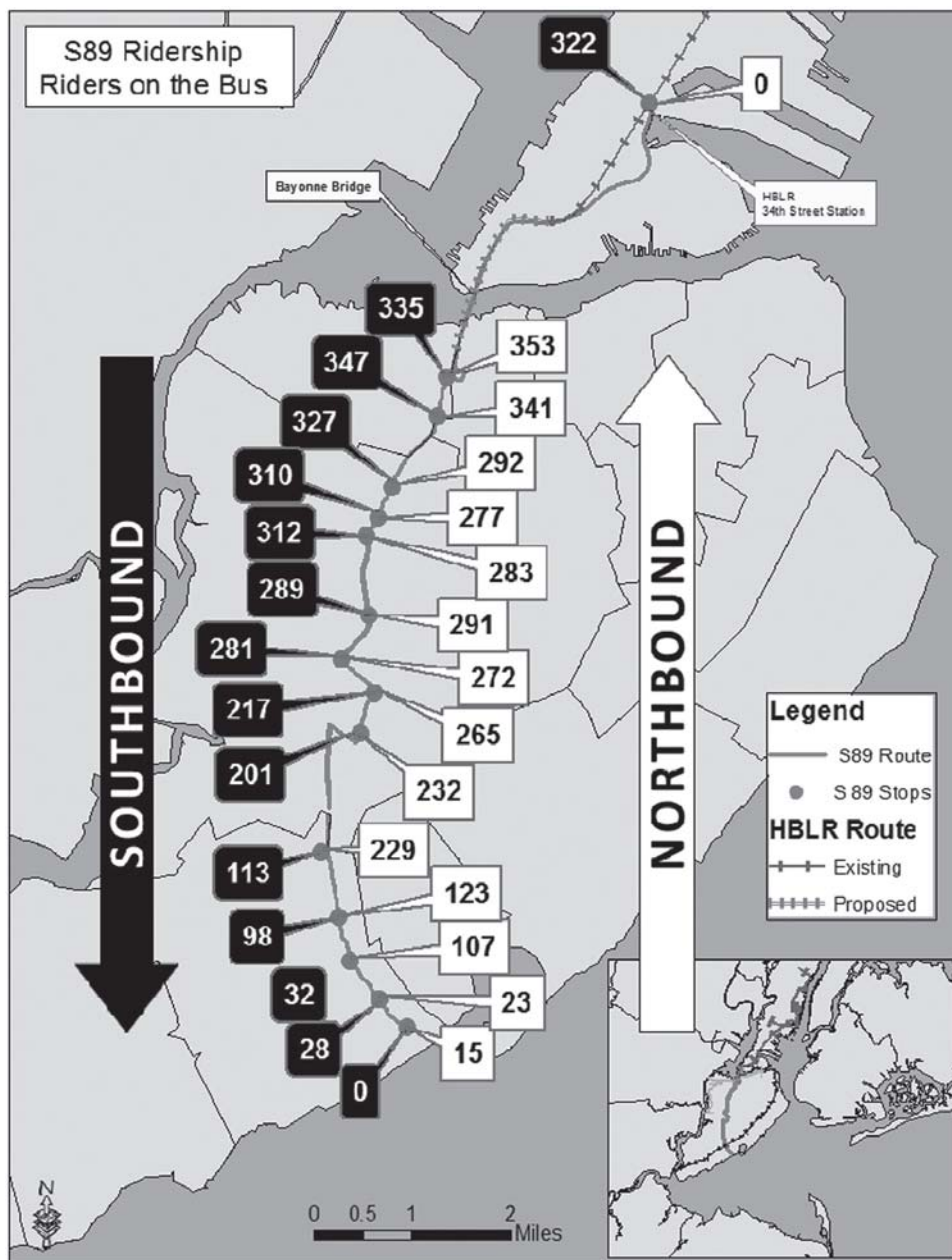 S89 Ridership
Riders on the Bus
322
0
Bayonne Bridge
HBLR
34th Street Station
335
353
347
341
327
292
310
277
312
283
289
291
281
272
217
265
201
232
113
229
98
123
107
32
23
28
15
0
SOUTHBOUND
NORTHBOUND
Legend
S89 Route
S 89 Stops
HBLR Route
Existing
Proposed
N
0 0.5 1 2
Miles